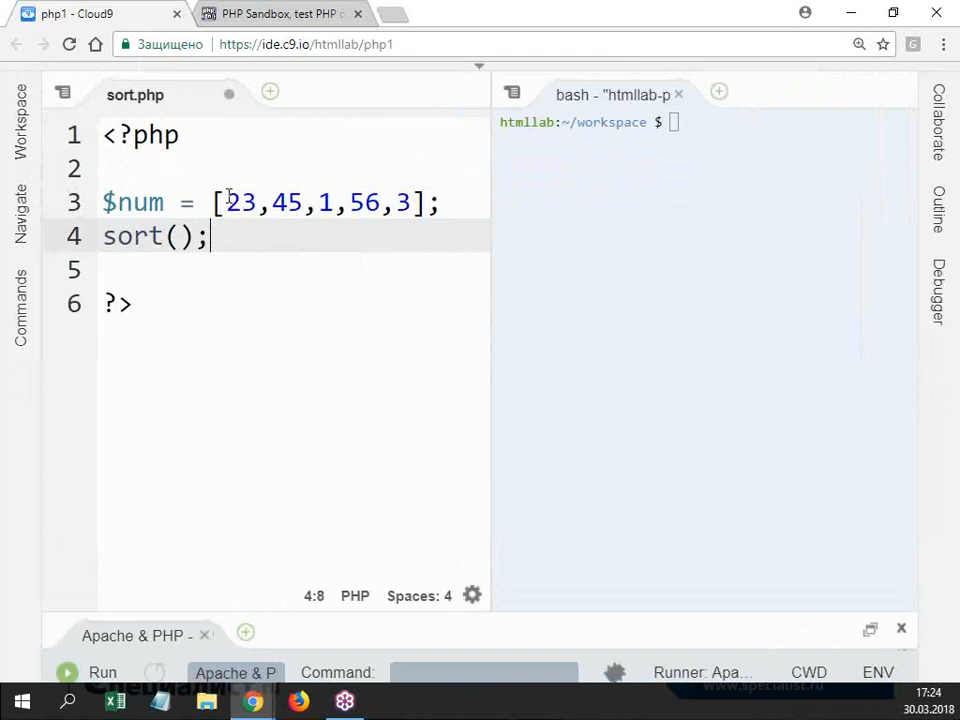 php1 - Cloud9
PHP Sandbox, test PHP
Защищено
https://ide.c9.io/htmllab/php1
Workspace
Navigate
Commands
sort.php
1 <?php
2
3 $num = [23,45,1,56,3];
4 sort();
5
6 ?>
4:8 PHP Spaces: 4
bash - "htmllab-p
htmllab:~/workspace $
Collaborate
Outline
Debugger
Apache & PHP -
Run
Apache & P
Command:
Runner: Apa...
CWD
ENV
www.specialist.ru
17:24
30.03.2018